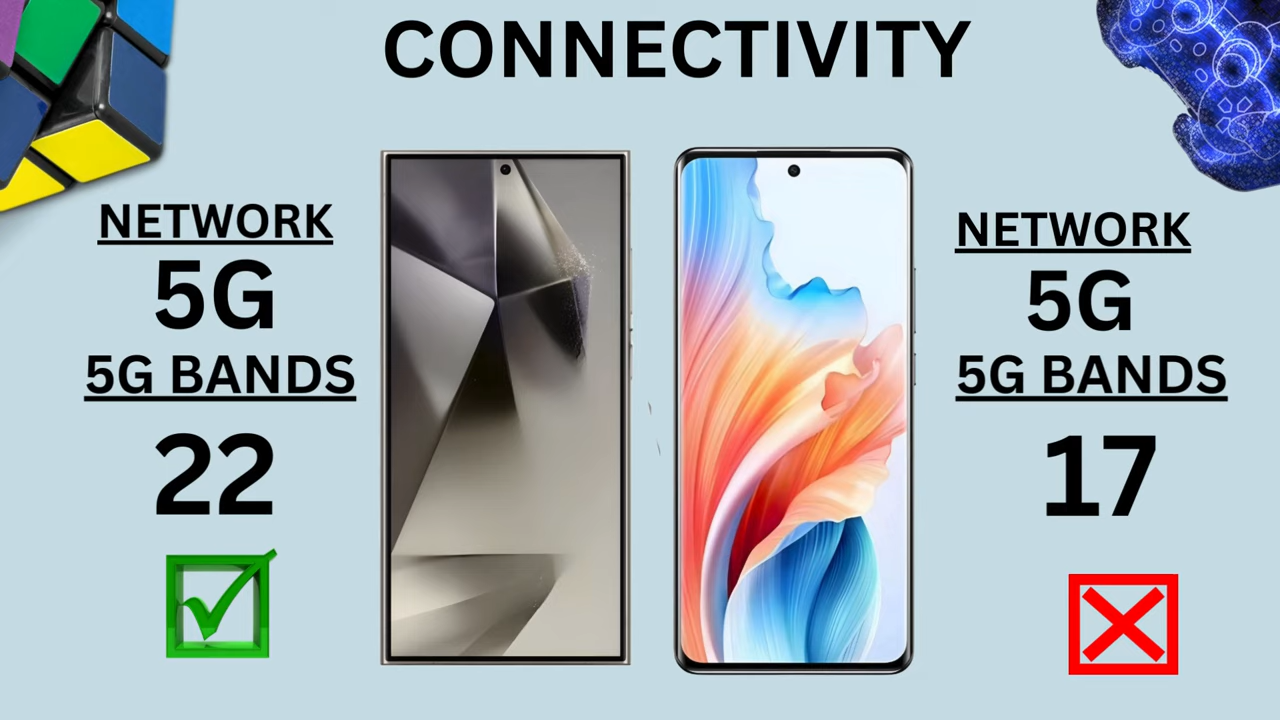 CONNECTIVITY
NETWORK
5G
5G BANDS
22
NETWORK
5G
5G BANDS
17